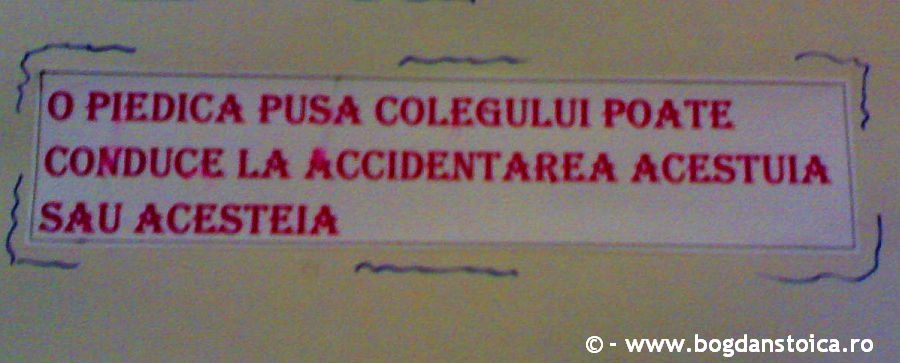 O PIEDICA PUSA COLEGULUI POATE
CONDUCE LA ACCIDENTAREA ACESTUIA
SAU ACESTEIA
© - www.bogdanstoica.ro